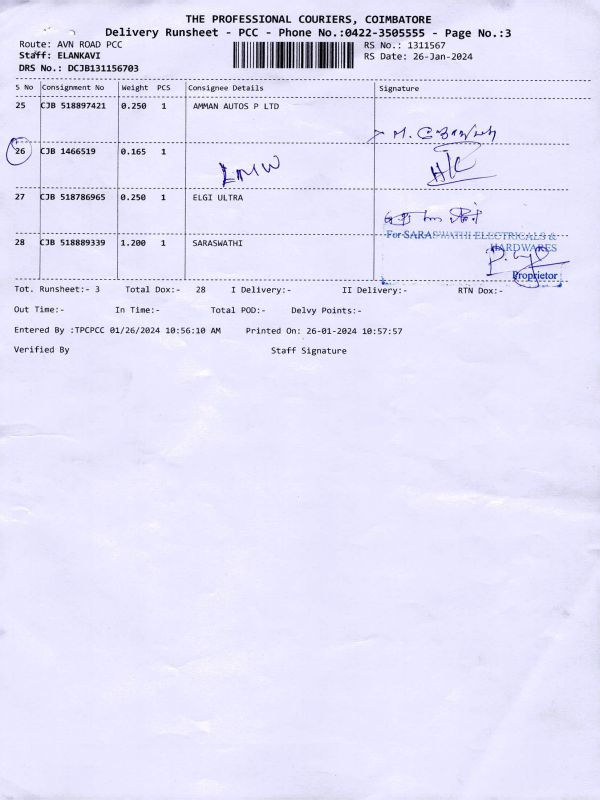 THE PROFESSIONAL COURIERS, COIMBATORE
Delivery Runsheet - PCC - Phone No.:0422-3505555 - Page No.:3
Route: AVN ROAD PCC RS No.: 1311567
Staff: ELANKAVI RS Date: 26-Jan-2024
DRS No.: DCJB131156703
S No Consignment No Weight PCS Consignee Details Signature
25 CJB 518897421 0.250 1 AMMAN AUTOS P LTD
26 CJB 1466519 0.165 1
LMW
27 CJB 518786965 0.250 1 ELGI ULTRA
For SARASWATHI ELECTRICALS &
HARDWARES
28 CJB 518889339 1.200 1 SARASWATHI
Proprietor
Tot. Runsheet:- 3 Total Dox:- 28 I Delivery:- II Delivery:- RTN Dox:-
Out Time:- In Time:- Total POD:- Delvy Points:-
Entered By :TPCPCC 01/26/2024 10:56:10 AM Printed On: 26-01-2024 10:57:57
Verified By Staff Signature